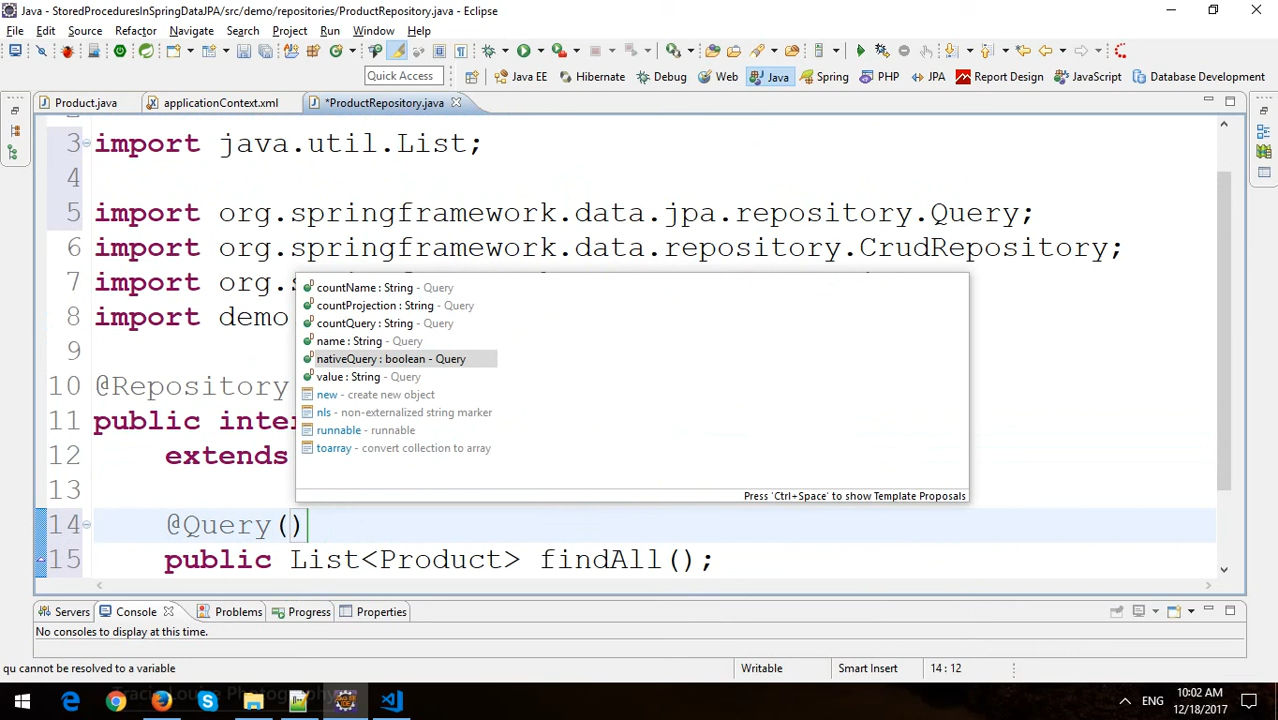 Java - StoredProceduresInSpringDataJPA/src/demo/repositories/ProductRepository.java - Eclipse
File Edit Source Refactor Navigate Search Project Run Window Help
Quick Access Java EE Hibernate Debug Web Java Spring PHP JPA Report Design JavaScript Database Development
Product.java applicationContext.xml *ProductRepository.java
3 import java.util.List;
4
5 import org.springframework.data.jpa.repository.Query;
6 import org.springframework.data.repository.CrudRepository;
7 import org.s
8 import demo
9
10 @Repository
11 public inter
12 extends
13
14 @Query()
15 public List<Product> findAll();
countName : String - Query
countProjection : String - Query
countQuery : String - Query
name : String - Query
nativeQuery : boolean - Query
value : String - Query
new - create new object
nls - non-externalized string marker
runnable - runnable
toarray - convert collection to array
Press 'Ctrl+Space' to show Template Proposals
Servers Console Problems Progress Properties
No consoles to display at this time.
qu cannot be resolved to a variable Writable Smart Insert 14 : 12
ENG 10:02 AM
12/18/2017